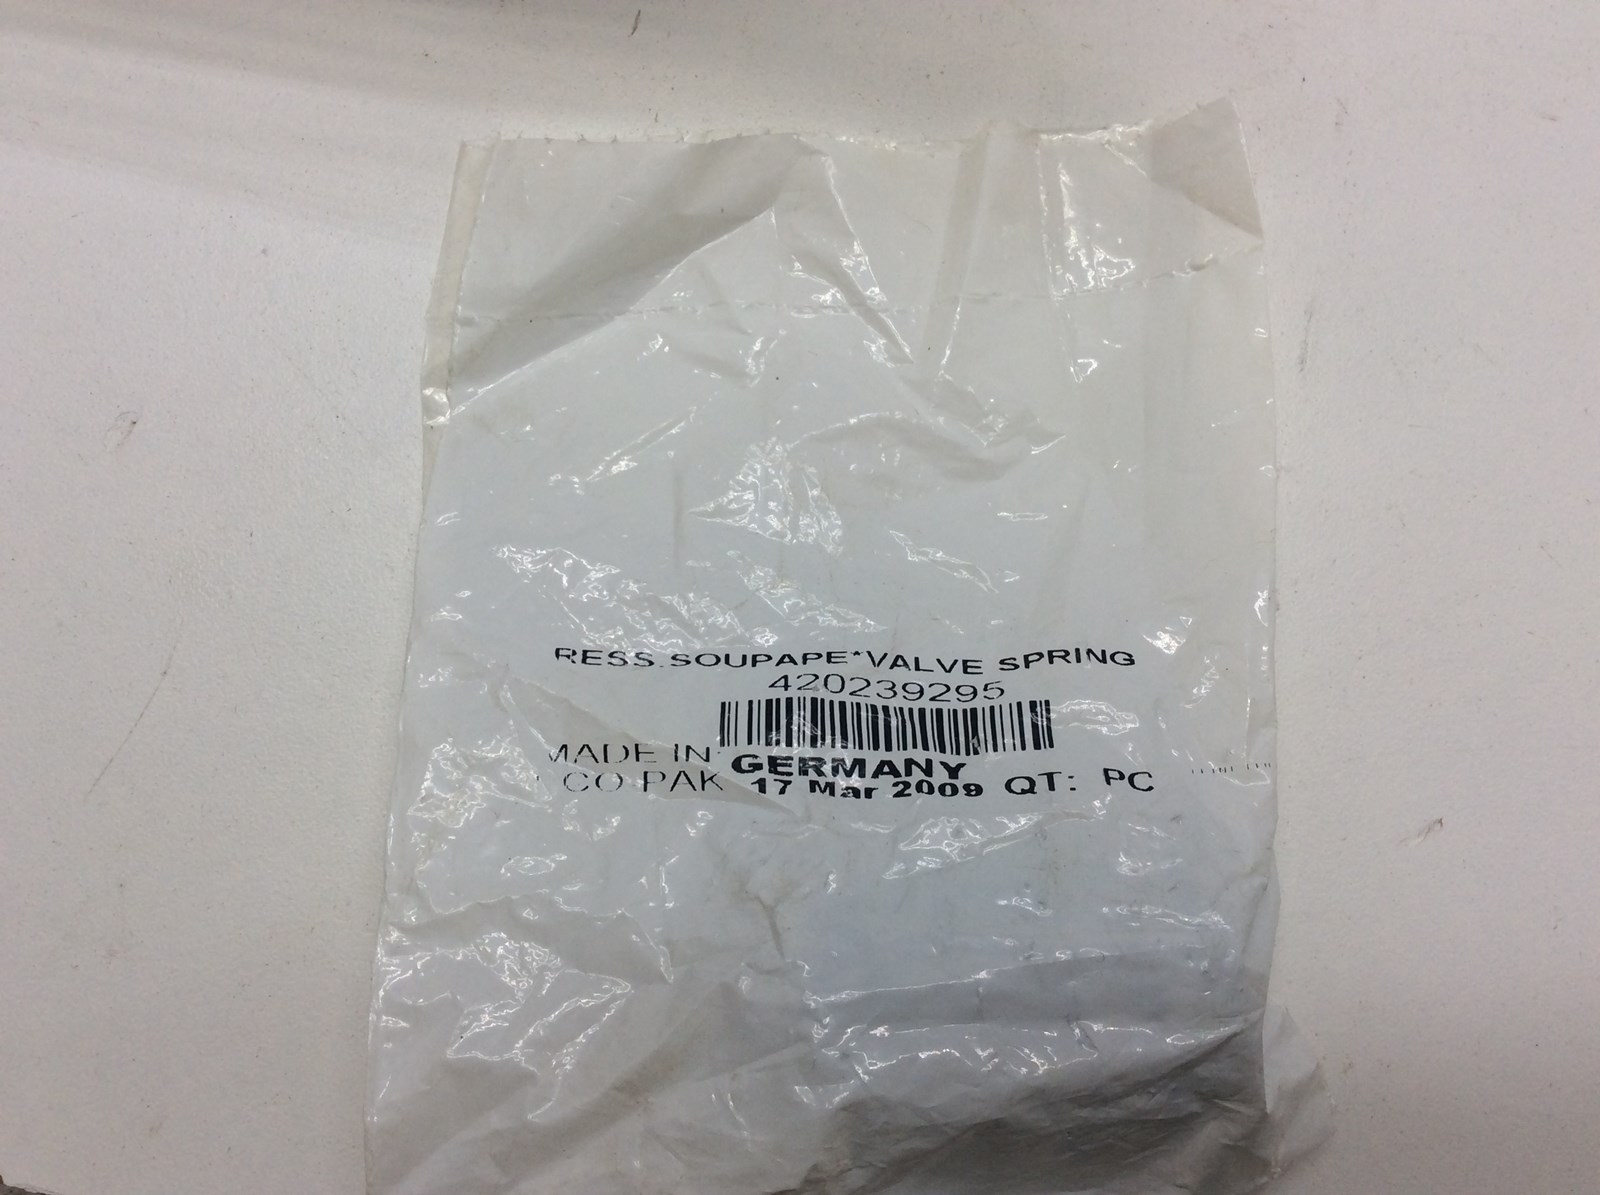 RESS.SOUPAPE*VALVE SPRING
420239295
MADE IN GERMANY
CO-PAK 17 Mar 2009 QT: PC